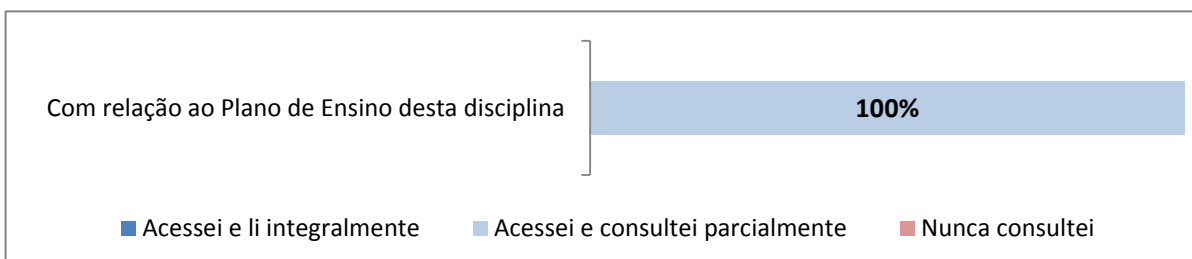 Com relação ao Plano de Ensino desta disciplina
100%
Acessei e li integralmente
Acessei e consultei parcialmente
Nunca consultei